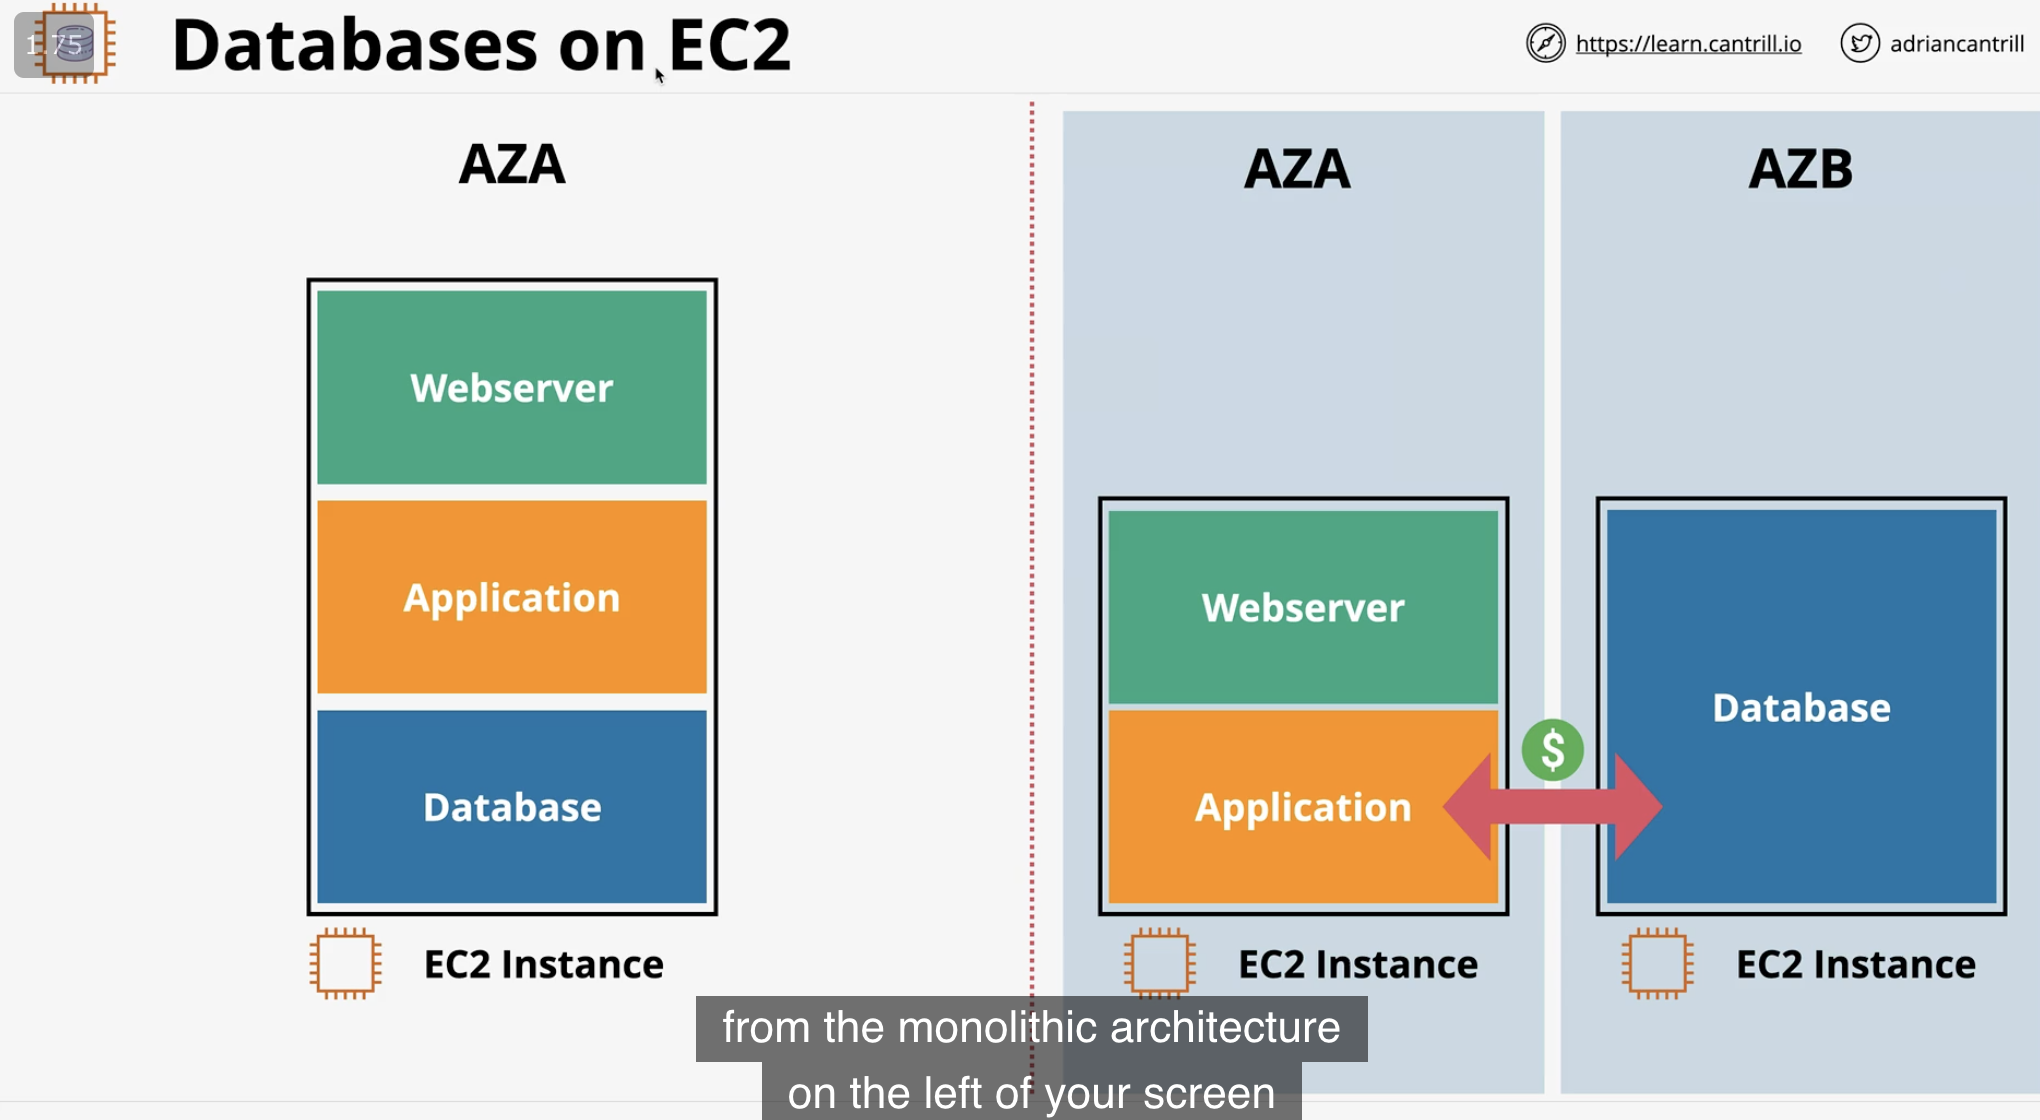 1.75
Databases on EC2
https://learn.cantrill.io
adriancantrill
AZA
Webserver
Application
Database
EC2 Instance
AZA
Webserver
Application
EC2 Instance
$
AZB
Database
EC2 Instance
from the monolithic architecture
on the left of your screen